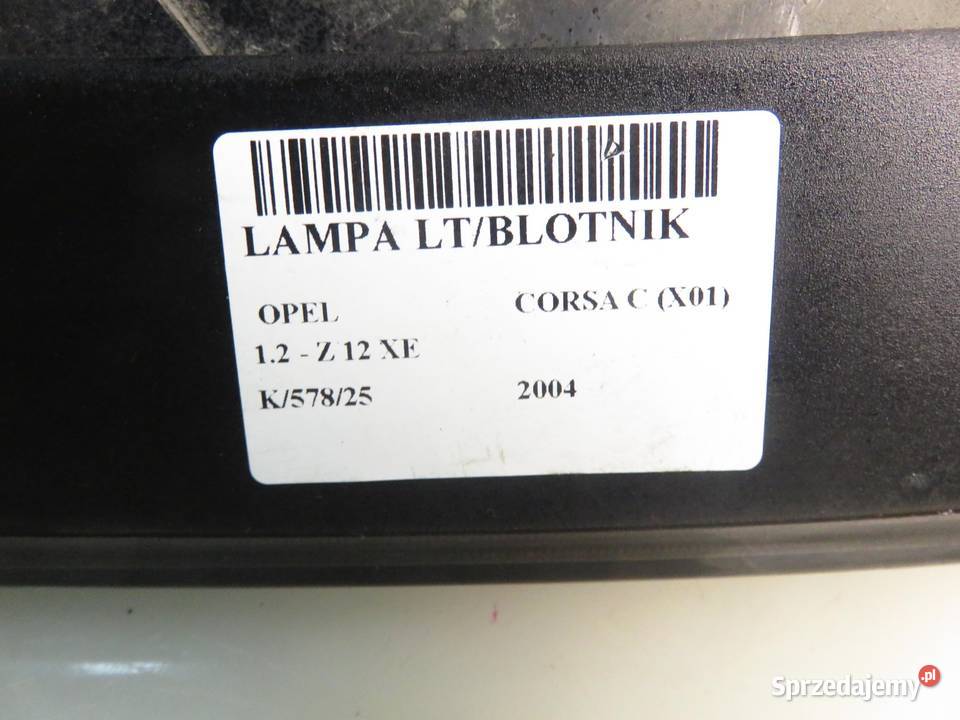 LAMPA LT/BLOTNIK
OPEL CORSA C (X01)
1.2 - Z 12 XE
K/578/25 2004
Sprzedajemy.pl